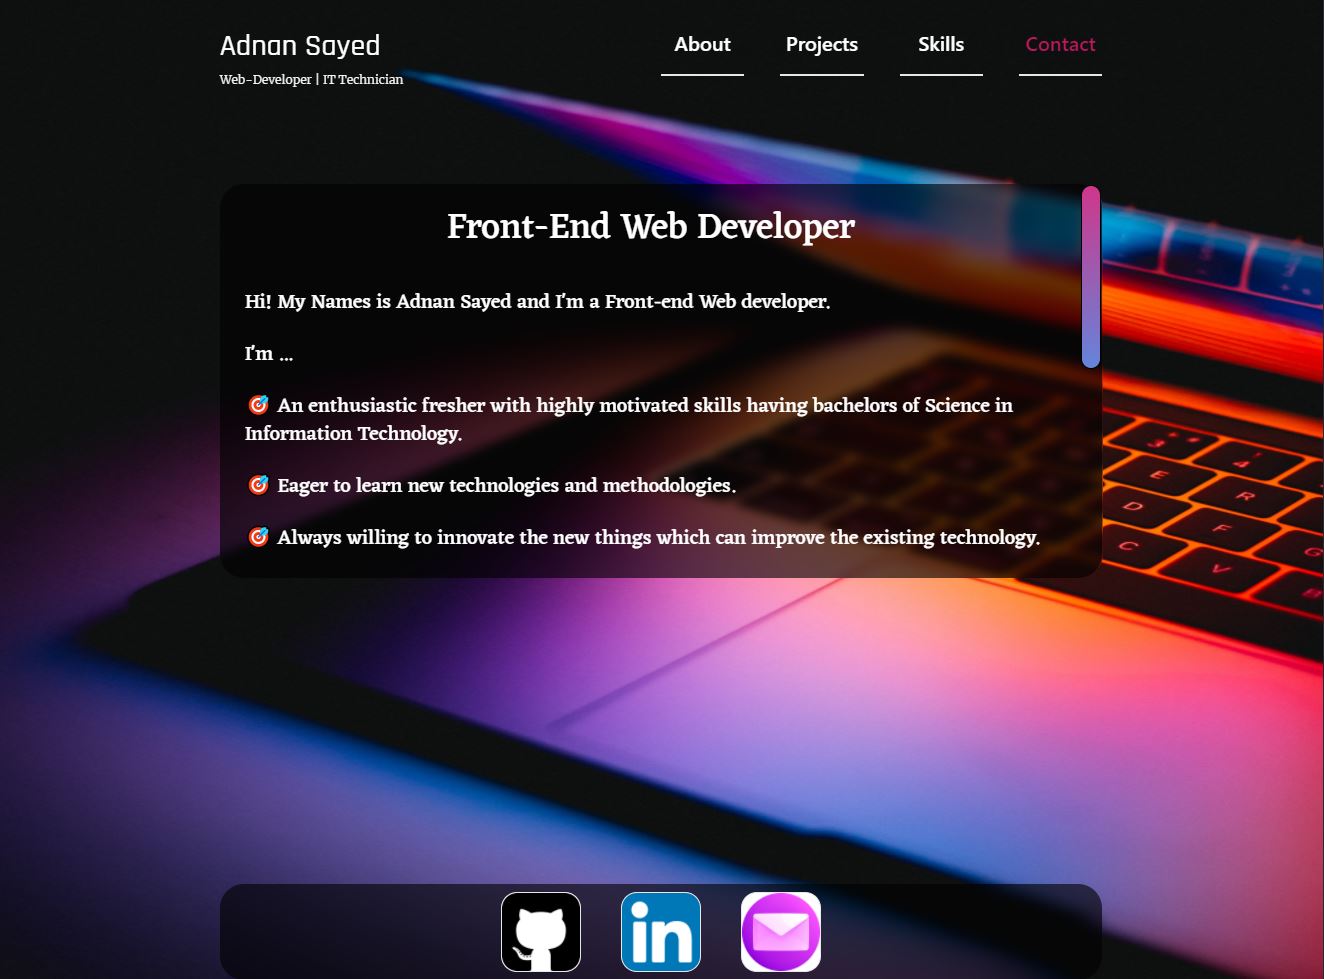 Adnan Sayed
Web-Developer | IT Technician
About Projects Skills Contact
Front-End Web Developer
Hi! My Names is Adnan Sayed and I'm a Front-end Web developer.
I'm ...
🎯 An enthusiastic fresher with highly motivated skills having bachelors of Science in
Information Technology.
🎯 Eager to learn new technologies and methodologies.
🎯 Always willing to innovate the new things which can improve the existing technology.
3 4
E R
D F G
C V B
in